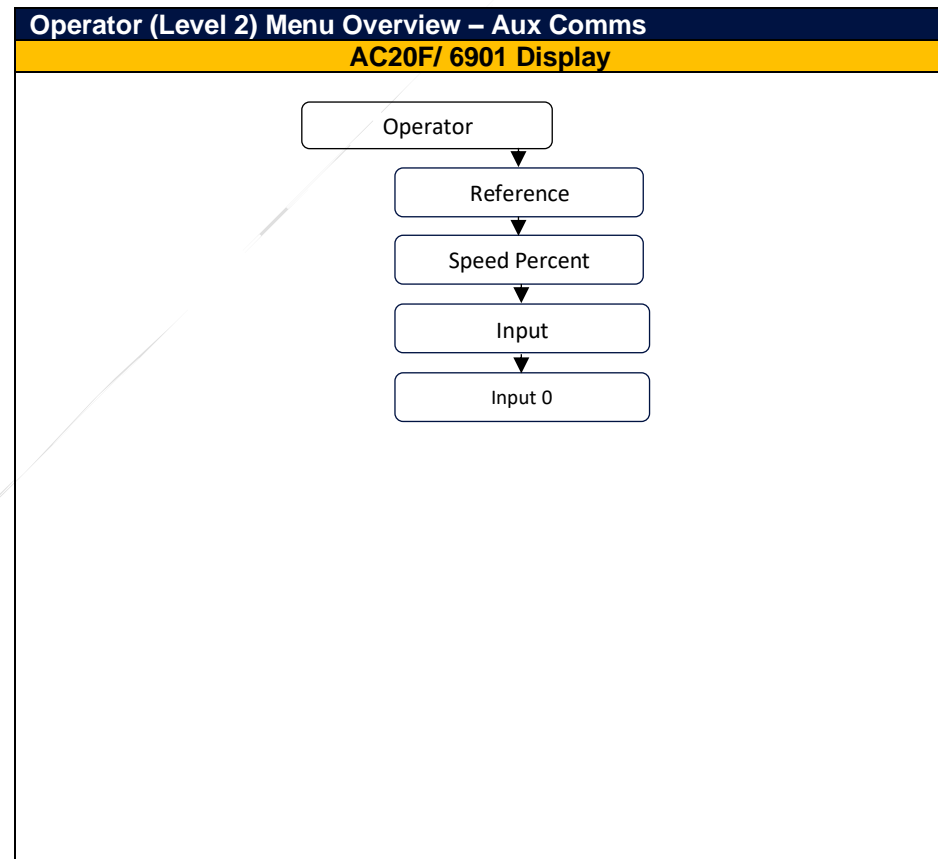 Operator (Level 2) Menu Overview – Aux Comms
AC20F/ 6901 Display
Operator
Reference
Speed Percent
Input
Input 0